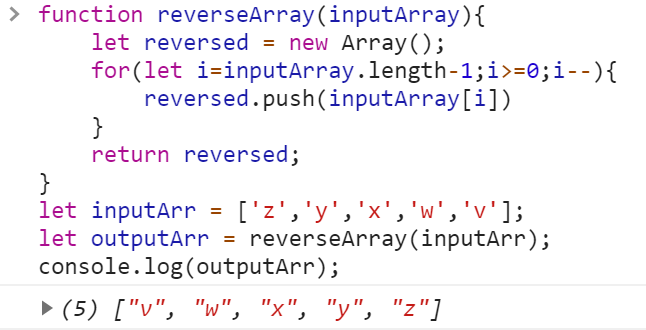 > function reverseArray(inputArray){
    let reversed = new Array();
    for(let i=inputArray.length-1;i>=0;i--){
        reversed.push(inputArray[i])
    }
    return reversed;
}
let inputArr = ['z','y','x','w','v'];
let outputArr = reverseArray(inputArr);
console.log(outputArr);
▶ (5) ["v", "w", "x", "y", "z"]